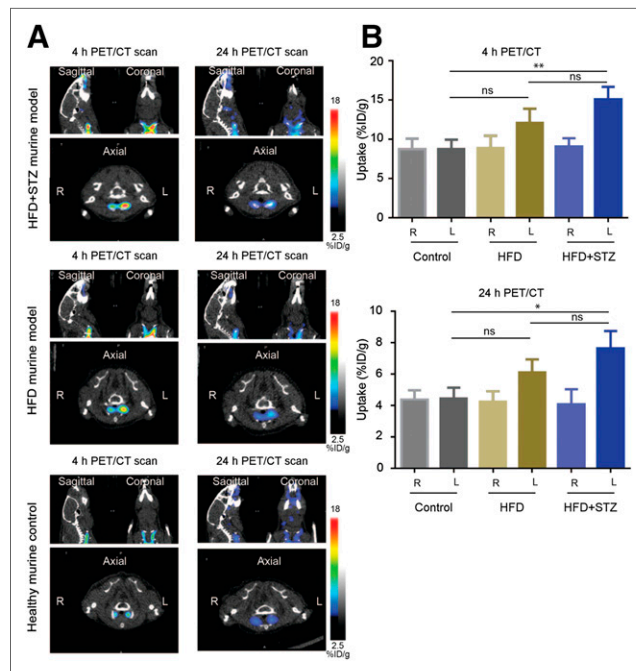 A
4 h PET/CT scan 24 h PET/CT scan
Sagittal Coronal Sagittal Coronal
18
Axial Axial
R L
2.5
%ID/g
HFD+STZ murine model
4 h PET/CT scan 24 h PET/CT scan
Sagittal Coronal Sagittal Coronal
18
Axial Axial
R L
2.5
%ID/g
HFD murine model
4 h PET/CT scan 24 h PET/CT scan
Sagittal Coronal Sagittal Coronal
18
Axial Axial
R L
2.5
%ID/g
Healthy murine control
B
4 h PET/CT
**
ns
ns
Uptake (%ID/g)
20
15
10
5
0
R L R L R L
Control HFD HFD+STZ
24 h PET/CT
*
ns
ns
Uptake (%ID/g)
10
8
6
4
2
0
R L R L R L
Control HFD HFD+STZ